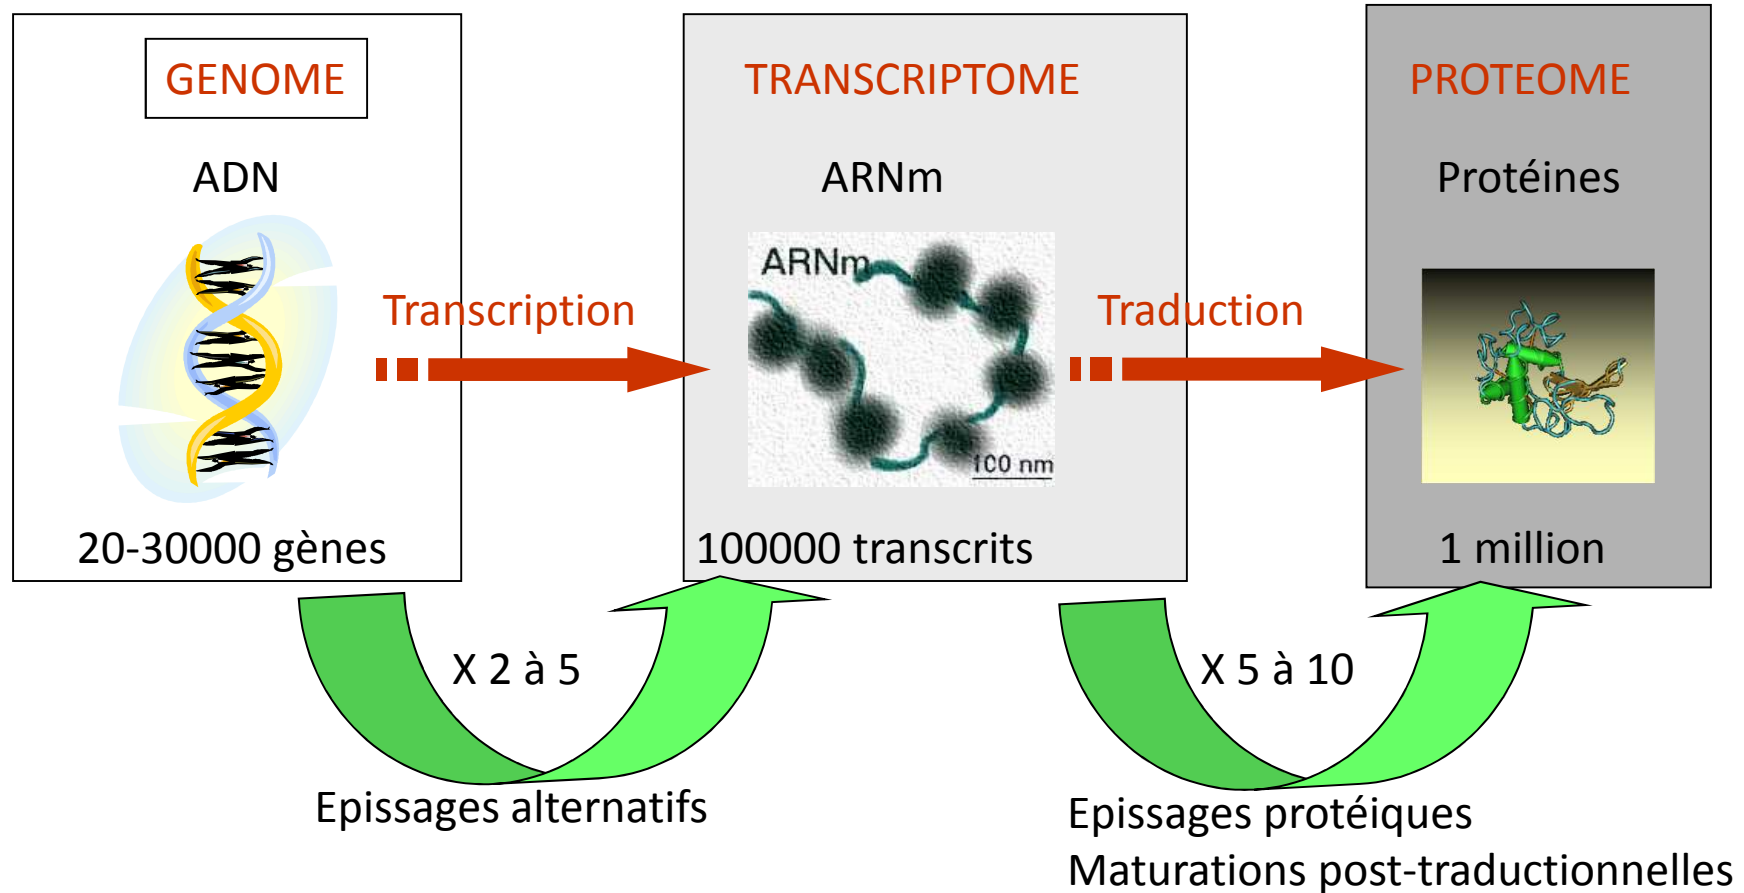 GENOME
ADN
20-30000 gènes
Transcription
TRANSCRIPTOME
ARNm
ARNm
100 nm
100000 transcrits
Traduction
PROTEOME
Protéines
1 million
X 2 à 5
Epissages alternatifs
X 5 à 10
Epissages protéiques
Maturations post-traductionnelles